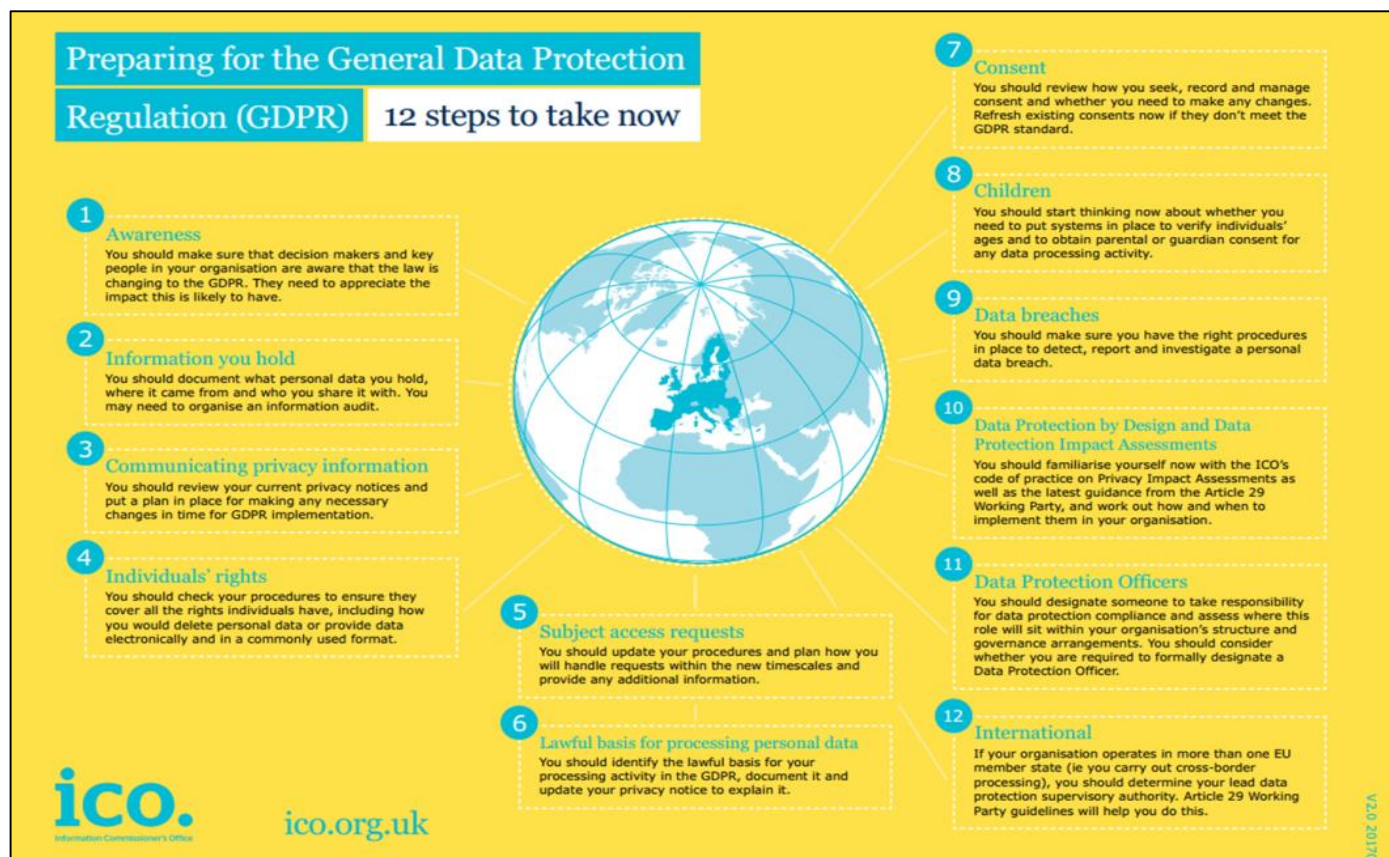 Preparing for the General Data Protection
Regulation (GDPR) 12 steps to take now
1
Awareness
You should make sure that decision makers and key
people in your organisation are aware that the law is
changing to the GDPR. They need to appreciate the
impact this is likely to have.
2
Information you hold
You should document what personal data you hold,
where it came from and who you share it with. You
may need to organise an information audit.
3
Communicating privacy information
You should review your current privacy notices and
put a plan in place for making any necessary
changes in time for GDPR implementation.
4
Individuals’ rights
You should check your procedures to ensure they
cover all the rights individuals have, including how
you would delete personal data or provide data
electronically and in a commonly used format.
5
Subject access requests
You should update your procedures and plan how you
will handle requests within the new timescales and
provide any additional information.
6
Lawful basis for processing personal data
You should identify the lawful basis for your
processing activity in the GDPR, document it and
update your privacy notice to explain it.
7
Consent
You should review how you seek, record and manage
consent and whether you need to make any changes.
Refresh existing consents now if they don’t meet the
GDPR standard.
8
Children
You should start thinking now about whether you
need to put systems in place to verify individuals’
ages and to obtain parental or guardian consent for
any data processing activity.
9
Data breaches
You should make sure you have the right procedures
in place to detect, report and investigate a personal
data breach.
10
Data Protection by Design and Data
Protection Impact Assessments
You should familiarise yourself now with the ICO’s
code of practice on Privacy Impact Assessments as
well as the latest guidance from the Article 29
Working Party, and work out how and when to
implement them in your organisation.
11
Data Protection Officers
You should designate someone to take responsibility
for data protection compliance and assess where this
role will sit within your organisation’s structure and
governance arrangements. You should consider
whether you are required to formally designate a
Data Protection Officer.
12
International
If your organisation operates in more than one EU
member state (ie you carry out cross-border
processing), you should determine your lead data
protection supervisory authority. Article 29 Working
Party guidelines will help you do this.
ico.
Information Commissioner’s Office
ico.org.uk
V2.0 2017